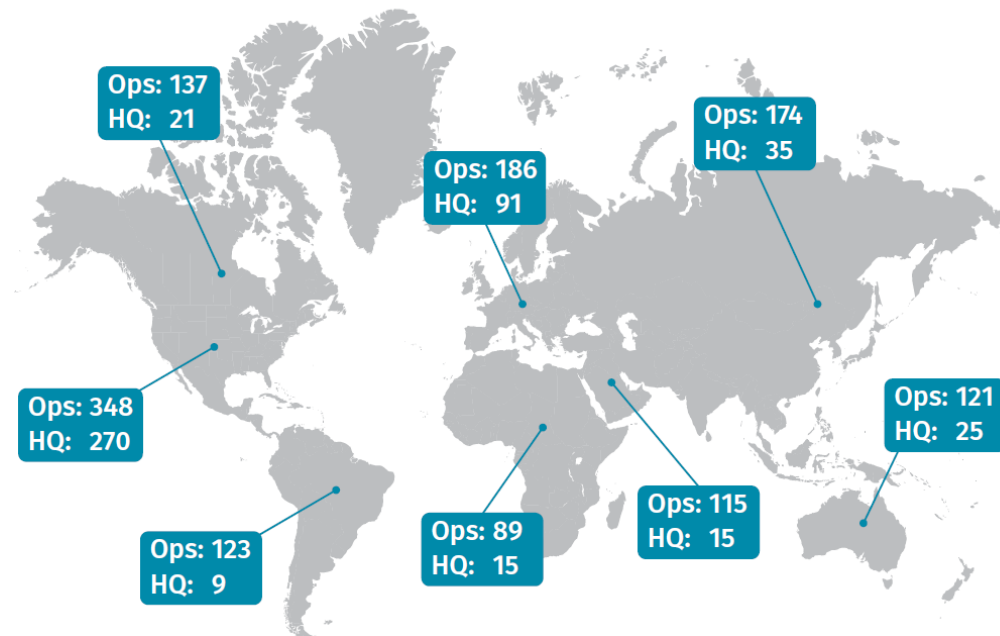 Ops: 137
HQ: 21
Ops: 174
HQ: 35
Ops: 186
HQ: 91
Ops: 348
HQ: 270
Ops: 121
HQ: 25
Ops: 123
HQ: 9
Ops: 89
HQ: 15
Ops: 115
HQ: 15